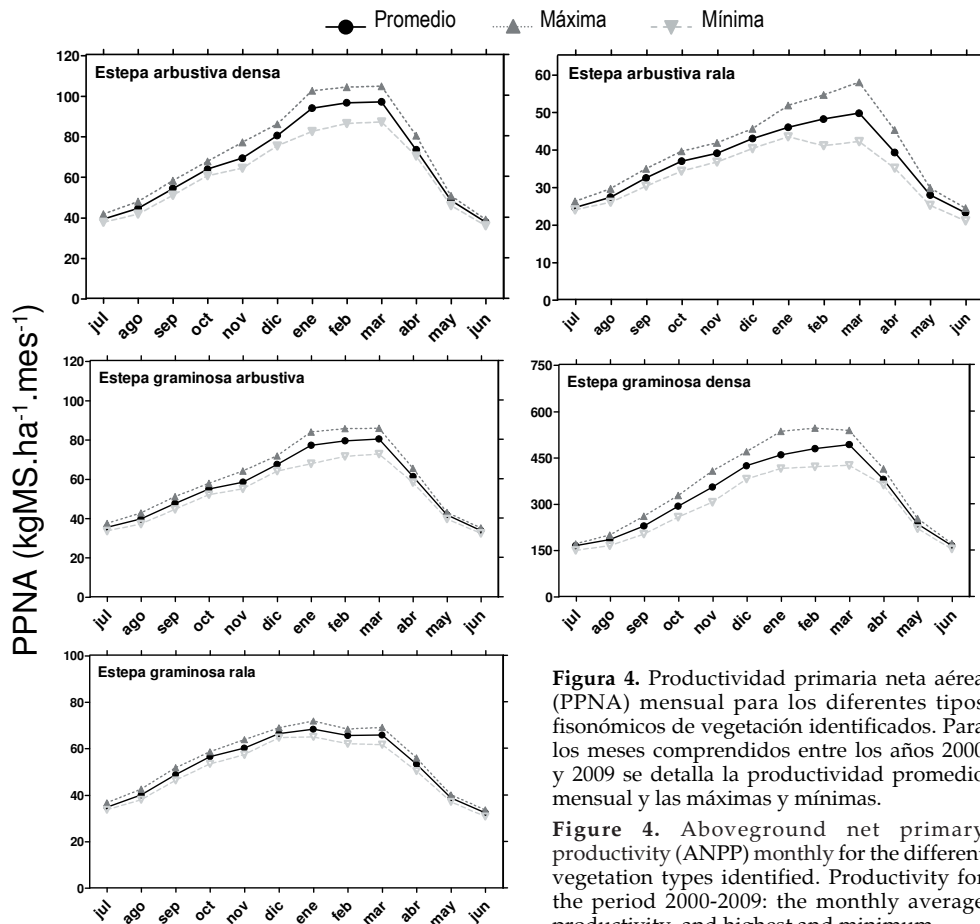 Promedio Máxima Mínima
PPNA (kgMS.ha⁻¹.mes⁻¹)
Estepa arbustiva densa
120
100
80
60
40
20
0
jul ago sep oct nov dic ene feb mar abr may jun
Estepa arbustiva rala
60
50
40
30
20
10
0
jul ago sep oct nov dic ene feb mar abr may jun
Estepa graminosa arbustiva
120
100
80
60
40
20
0
jul ago sep oct nov dic ene feb mar abr may jun
Estepa graminosa densa
750
600
450
300
150
0
jul ago sep oct nov dic ene feb mar abr may jun
Estepa graminosa rala
100
80
60
40
20
0
jul ago sep oct nov dic ene feb mar abr may jun
Figura 4. Productividad primaria neta aérea
(PPNA) mensual para los diferentes tipos
fisonómicos de vegetación identificados. Para
los meses comprendidos entre los años 2000
y 2009 se detalla la productividad promedio
mensual y las máximas y mínimas.
Figure 4. Aboveground net primary
productivity (ANPP) monthly for the different
vegetation types identified. Productivity for
the period 2000-2009: the monthly average
productivity, and highest and minimum.